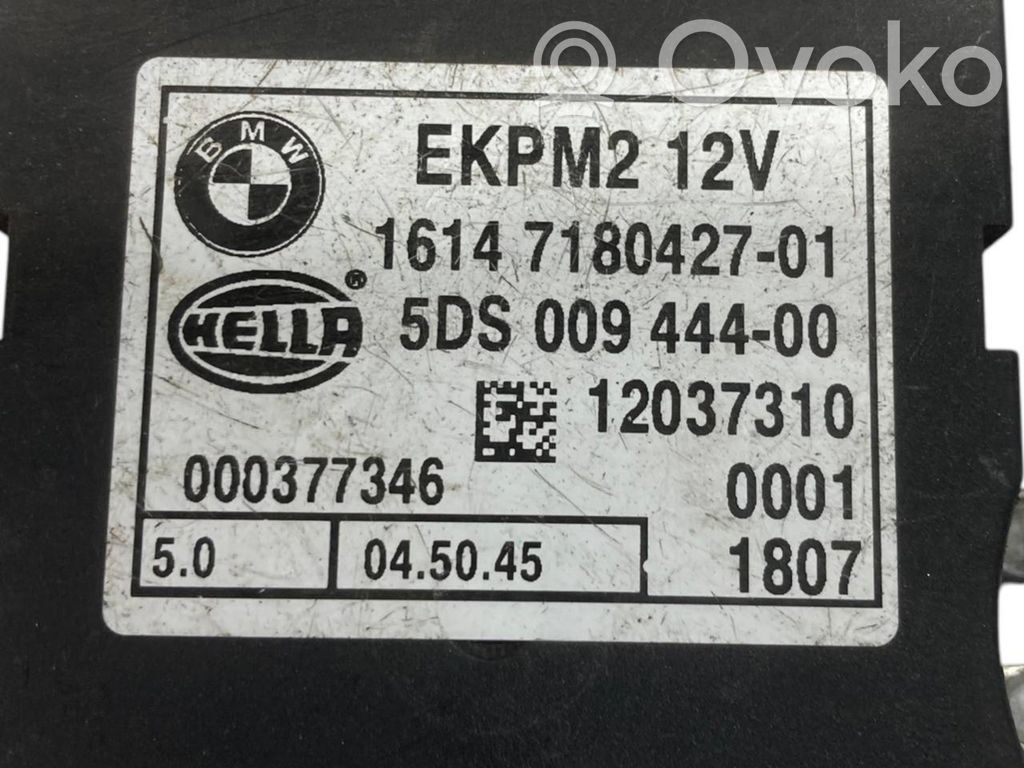 Ovoko
BMW
EKPM2 12V
1614 7180427-01
HELLA ®
5DS 009 444-00
12037310
000377346
0001
5.0
04.50.45
1807